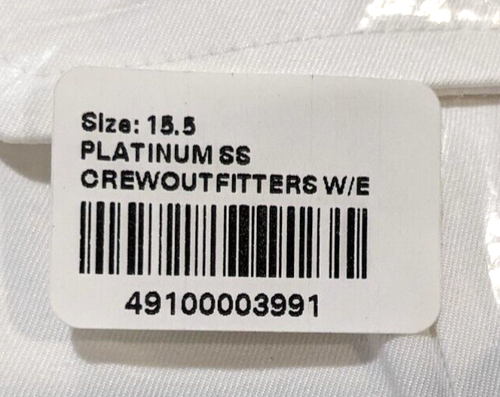 Size: 15.5
PLATINUM SS
CREWOUTFITTERS W/E
49100003991